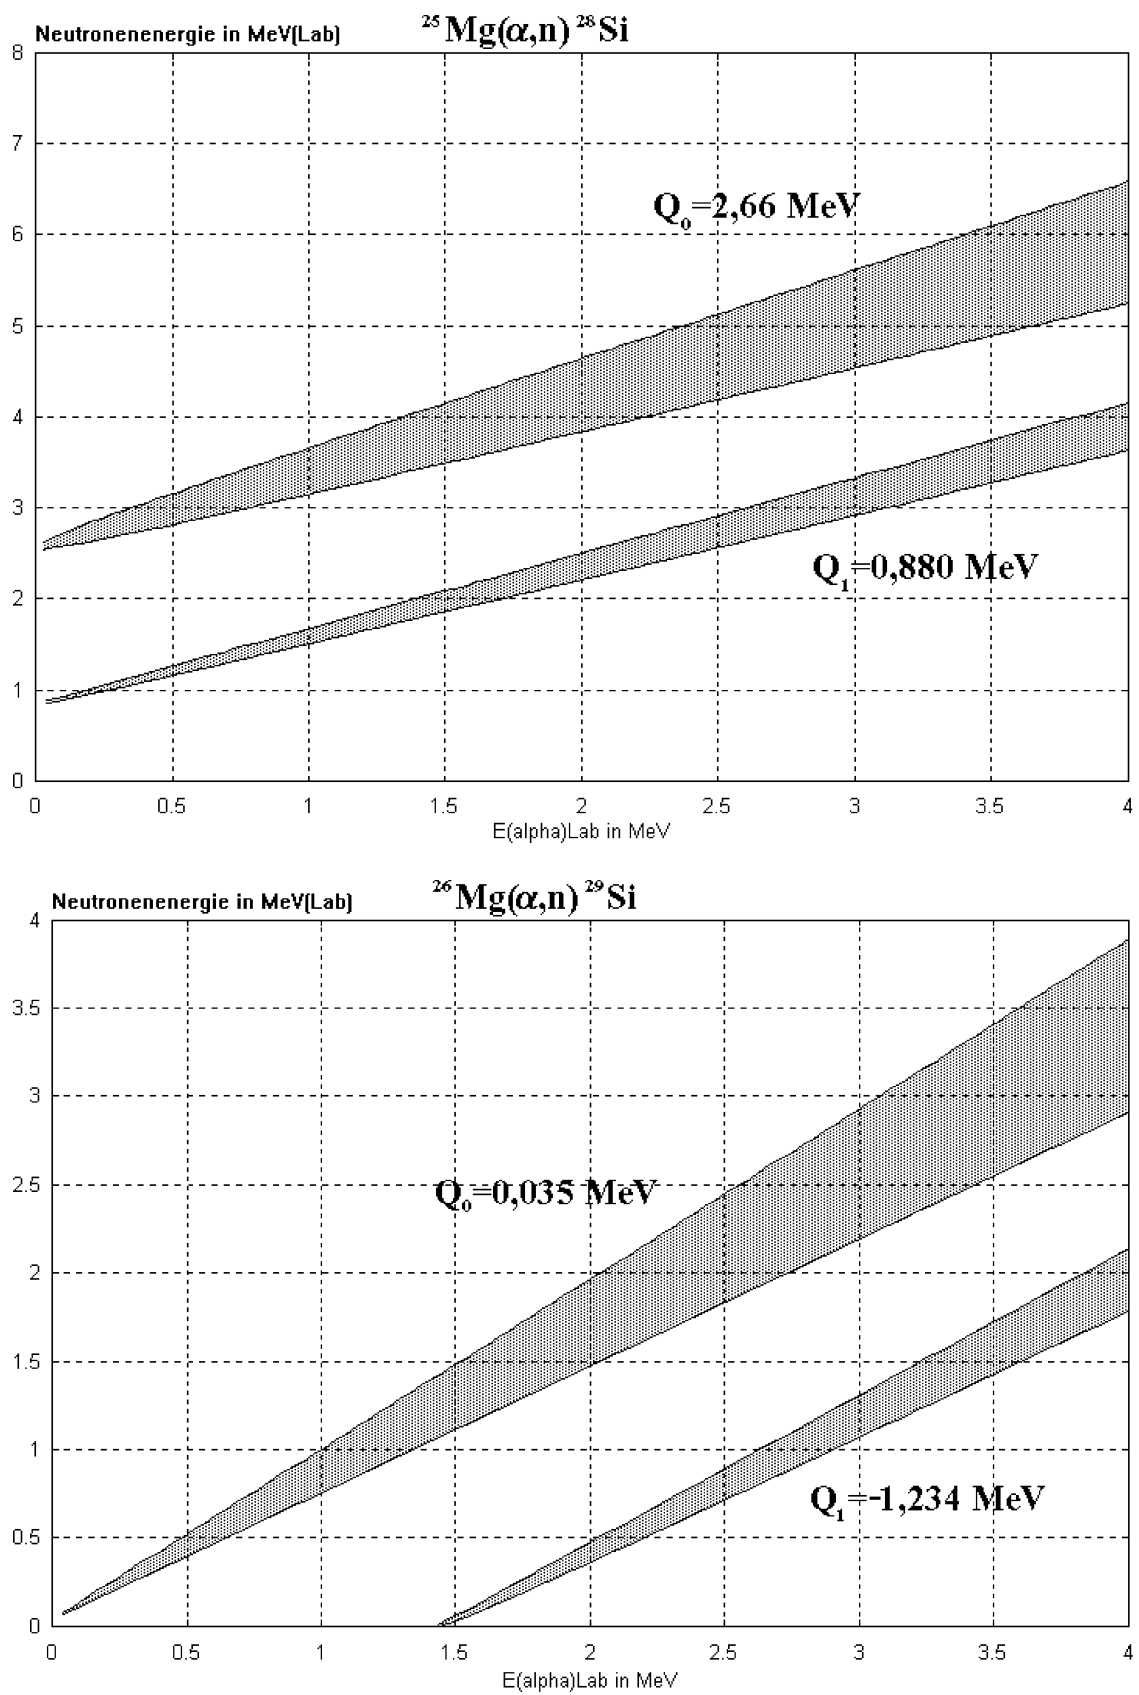 Neutronenenergie in MeV(Lab) ²⁵Mg(α,n)²⁸Si
8
7
6
5
4
3
2
1
0
Q₀=2,66 MeV
Q₁=0,880 MeV
0 0.5 1 1.5 2 2.5 3 3.5 4
E(alpha)Lab in MeV
Neutronenenergie in MeV(Lab) ²⁶Mg(α,n)²⁹Si
4
3.5
3
2.5
2
1.5
1
0.5
0
Q₀=0,035 MeV
Q₁=-1,234 MeV
0 0.5 1 1.5 2 2.5 3 3.5 4
E(alpha)Lab in MeV